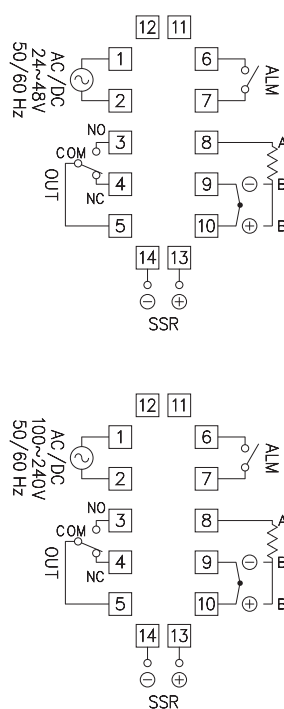 12 11
AC/DC
24~48V
50/60 Hz
1
2
6
7
ALM
NO
COM
NC
OUT
3
4
5
8
9
10
A
B
B
⊖
⊕
14 13
⊖ ⊕
SSR
12 11
AC/DC
100~240V
50/60 Hz
1
2
6
7
ALM
NO
COM
NC
OUT
3
4
5
8
9
10
A
B
B
⊖
⊕
14 13
⊖ ⊕
SSR